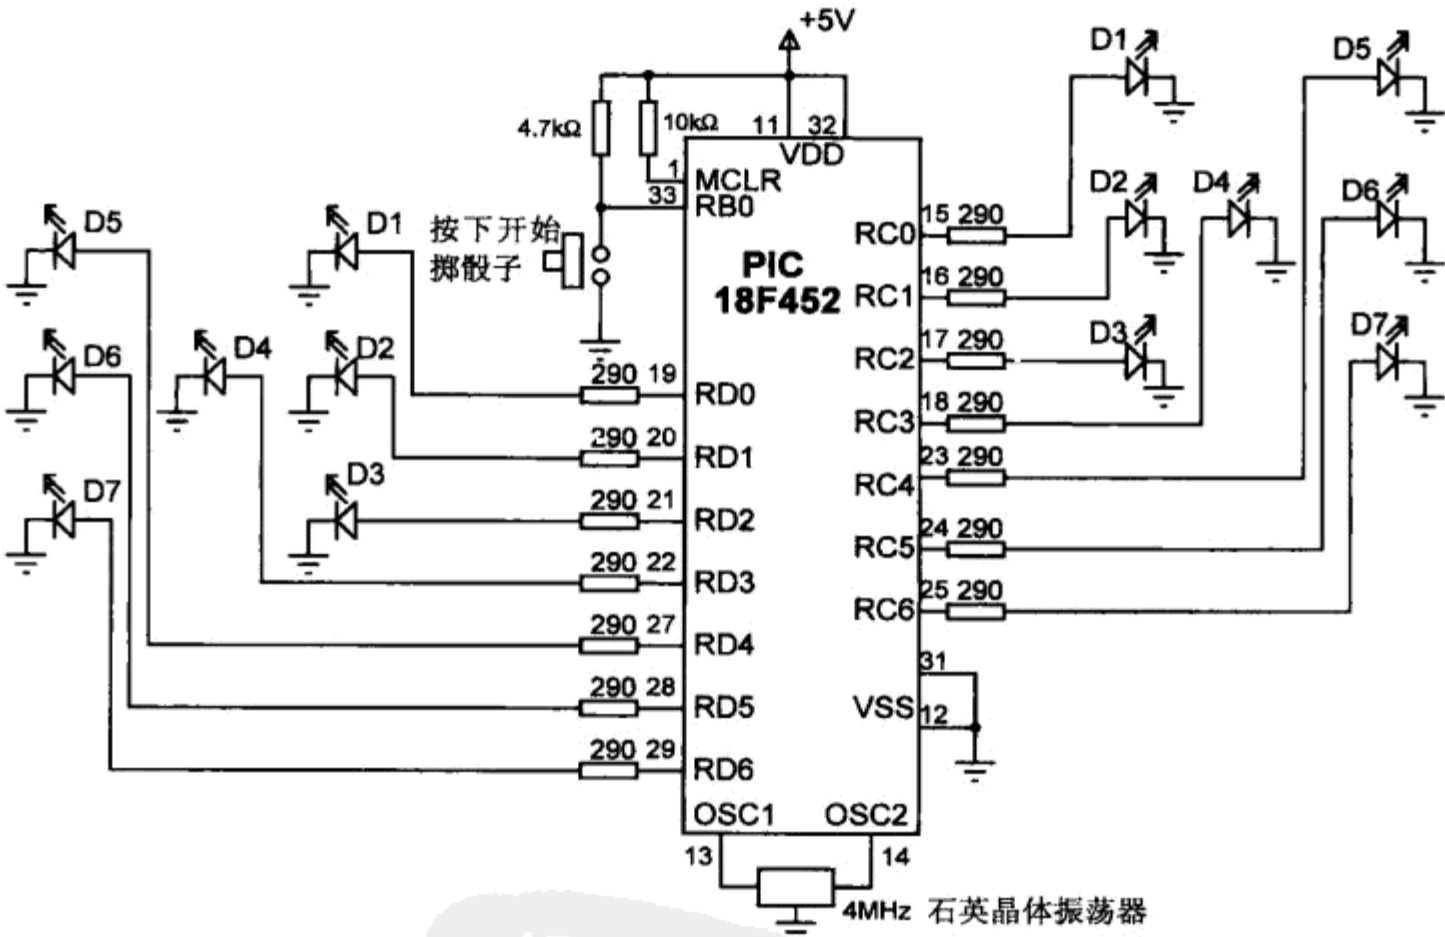 +5V
D1
D5
4.7kΩ
10kΩ
11
32
VDD
1
MCLR
33
RB0
D2
D4
D6
D5
D1
按下开始
掷骰子
15 290
RC0
PIC
18F452
16 290
RC1
D3
D7
17 290
RC2
D6
D4
D2
290 19
RD0
18 290
RC3
290 20
RD1
23 290
RC4
D7
D3
290 21
RD2
24 290
RC5
290 22
RD3
25 290
RC6
290 27
RD4
31
290 28
RD5
VSS
12
290 29
RD6
OSC1
OSC2
13
14
4MHz 石英晶体振荡器